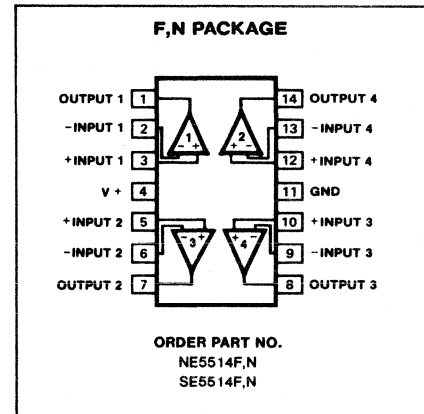 F,N PACKAGE
OUTPUT 1 1 14 OUTPUT 4
-INPUT 1 2 1 2 13 -INPUT 4
- + + -
+INPUT 1 3 12 +INPUT 4
V + 4 11 GND
+INPUT 2 5 10 +INPUT 3
- + + -
-INPUT 2 6 3 4 9 -INPUT 3
OUTPUT 2 7 8 OUTPUT 3
ORDER PART NO.
NE5514F,N
SE5514F,N